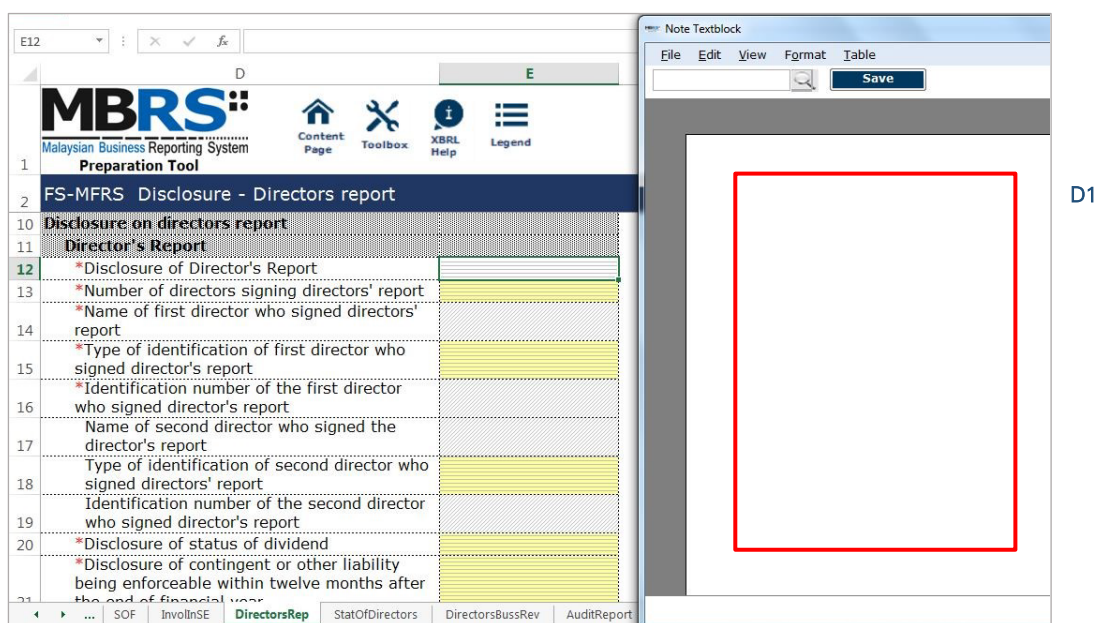 E12
fx
D
E
MBRS
Malaysian Business Reporting System
Preparation Tool
Content
Page
Toolbox
XBRL
Help
Legend
1
2
FS-MFRS Disclosure - Directors report
10
Disclosure on directors report
11
Director's Report
12
*Disclosure of Director's Report
13
*Number of directors signing directors' report
*Name of first director who signed directors'
14
report
*Type of identification of first director who
15
signed director's report
*Identification number of the first director
16
who signed director's report
Name of second director who signed the
17
director's report
Type of identification of second director who
18
signed directors' report
Identification number of the second director
19
who signed director's report
20
*Disclosure of status of dividend
*Disclosure of contingent or other liability
being enforceable within twelve months after
21
the end of financial year
... SOF InvolInSE DirectorsRep StatOfDirectors DirectorsBussRev AuditReport
Note Textblock
File Edit View Format Table
Save
D1